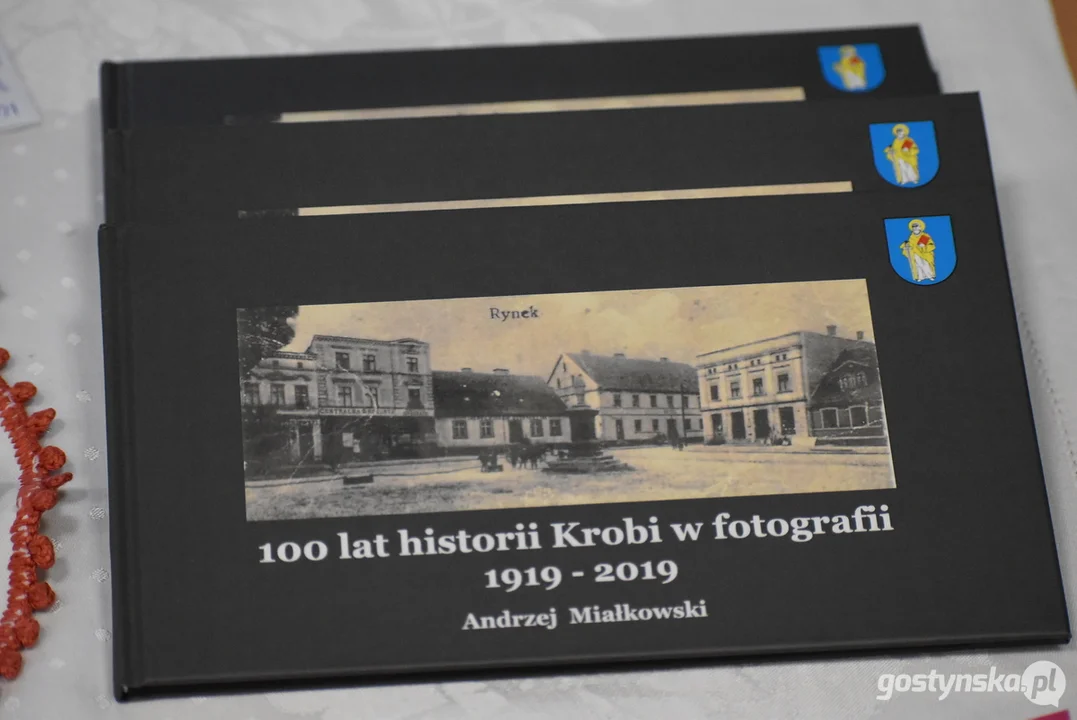 Rynek
100 lat historii Krobi w fotografii
1919 - 2019
Andrzej Miałkowski
gostynska.pl